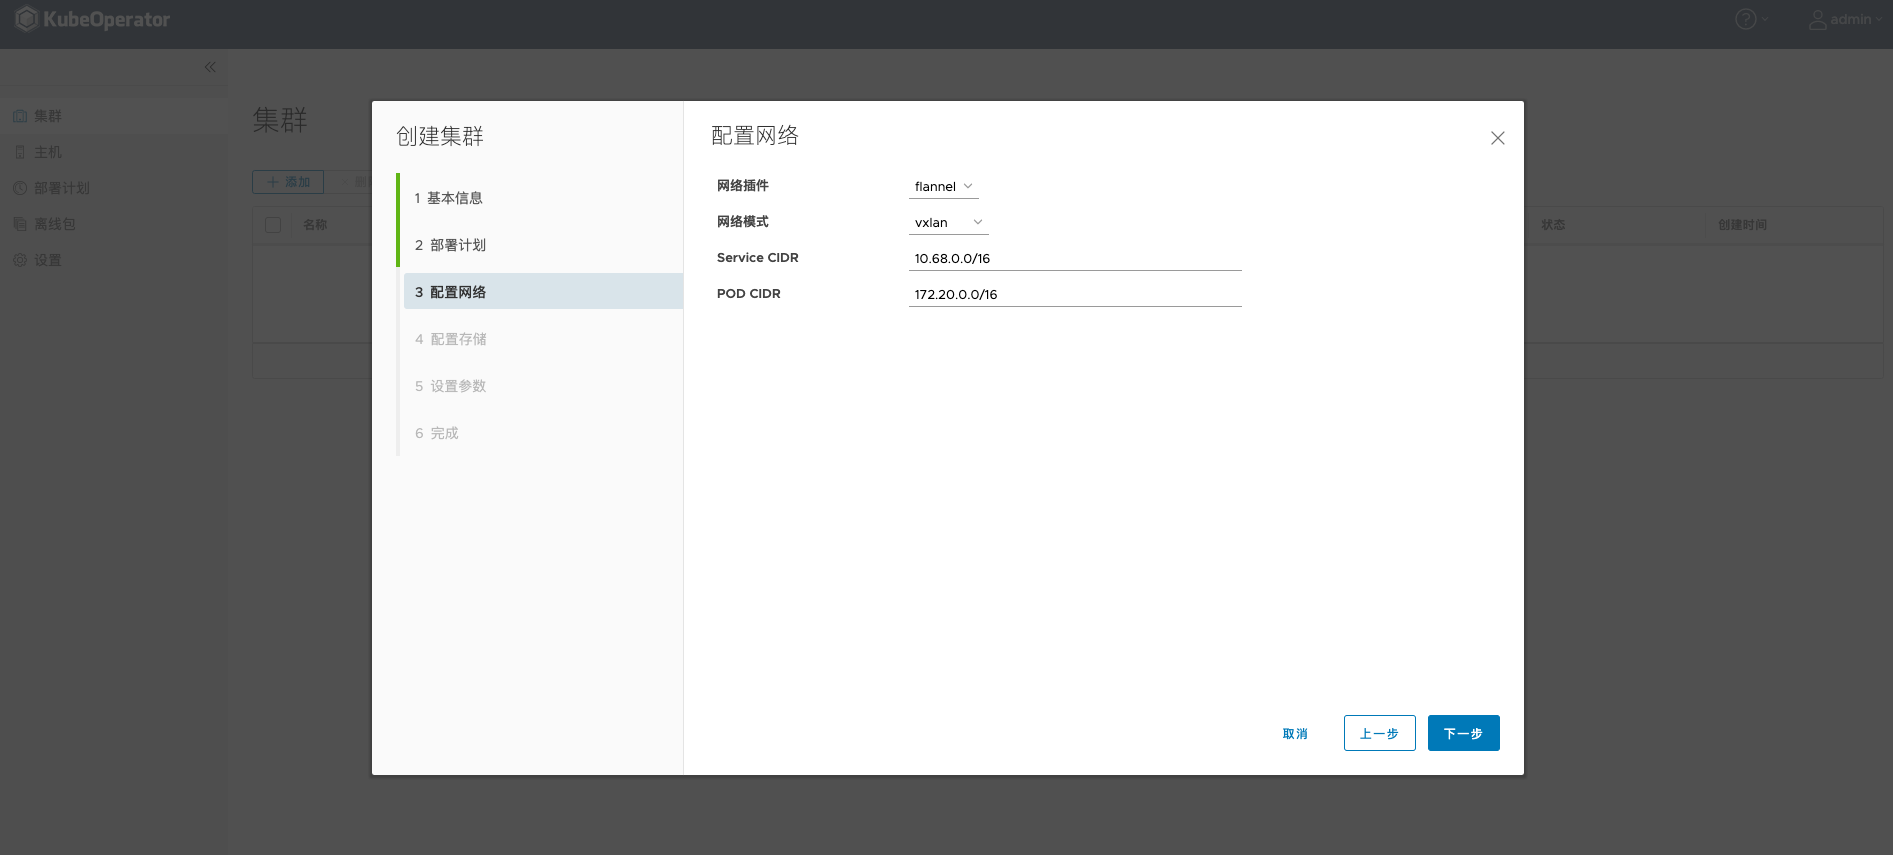 KubeOperator
admin
集群
主机
部署计划
离线包
设置
集群
添加
名称
状态
创建时间
创建集群
1 基本信息
2 部署计划
3 配置网络
4 配置存储
5 设置参数
6 完成
配置网络
网络插件 flannel
网络模式 vxlan
Service CIDR 10.68.0.0/16
POD CIDR 172.20.0.0/16
取消
上一步
下一步